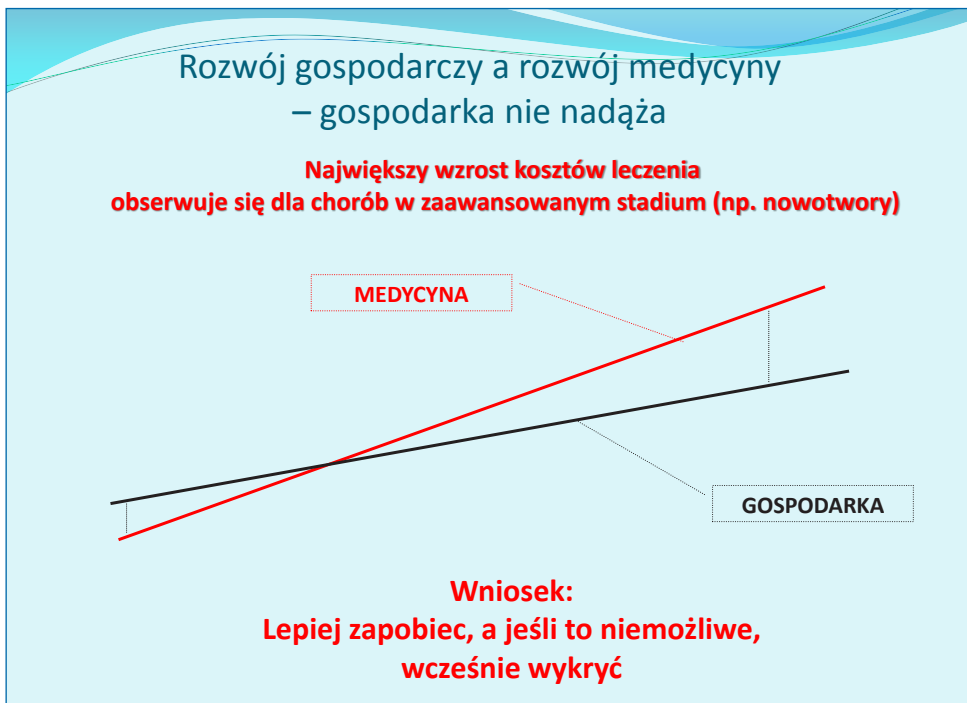 Rozwój gospodarczy a rozwój medycyny
– gospodarka nie nadąża
Największy wzrost kosztów leczenia
obserwuje się dla chorób w zaawansowanym stadium (np. nowotwory)
MEDYCYNA
GOSPODARKA
Wniosek:
Lepiej zapobiec, a jeśli to niemożliwe,
wcześnie wykryć